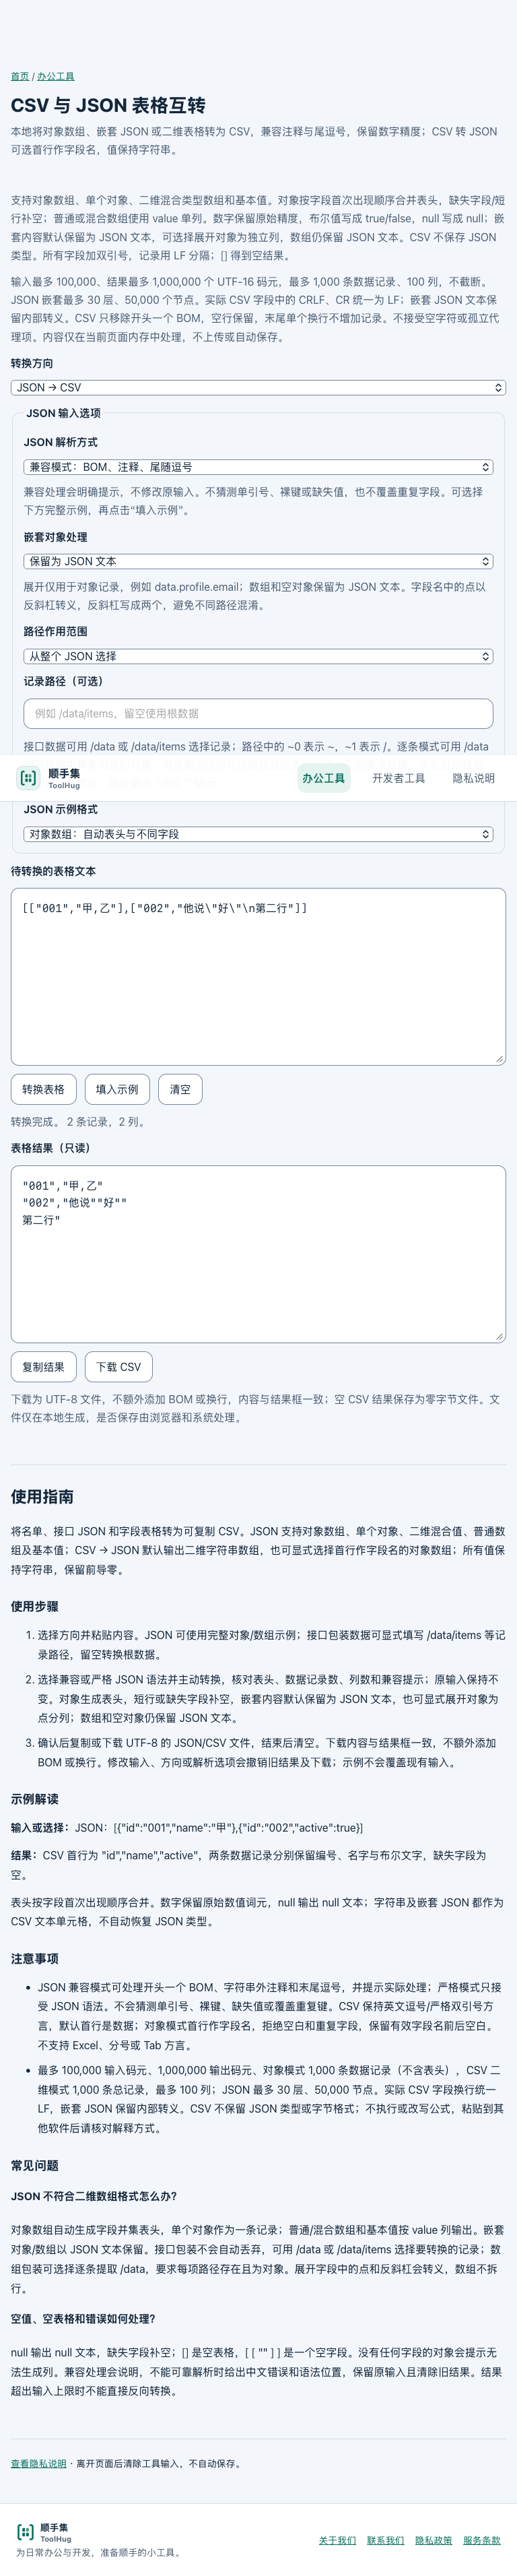 首页 / 办公工具
CSV 与 JSON 表格互转
本地将对象数组、嵌套 JSON 或二维表格转为 CSV，兼容注释与尾逗号，保留数字精度；CSV 转 JSON
可选首行作字段名，值保持字符串。
支持对象数组、单个对象、二维混合类型数组和基本值。对象按字段首次出现顺序合并表头，缺失字段/短
行补空；普通或混合数组使用 value 单列。数字保留原始精度，布尔值写成 true/false，null 写成 null；嵌
套内容默认保留为 JSON 文本，可选择展开对象为独立列，数组仍保留 JSON 文本。CSV 不保存 JSON
类型。所有字段加双引号，记录用 LF 分隔；[] 得到空结果。
输入最多 100,000、结果最多 1,000,000 个 UTF-16 码元，最多 1,000 条数据记录、100 列，不截断。
JSON 嵌套最多 30 层、50,000 个节点。实际 CSV 字段中的 CRLF、CR 统一为 LF；嵌套 JSON 文本保
留内部转义。CSV 只移除开头一个 BOM，空行保留，末尾单个换行不增加记录。不接受空字符或孤立代
理项。内容仅在当前页面内存中处理，不上传或自动保存。
转换方向
JSON → CSV
JSON 输入选项
JSON 解析方式
兼容模式：BOM、注释、尾随逗号
兼容处理会明确提示，不修改原输入。不猜测单引号、裸键或缺失值，也不覆盖重复字段。可选择
下方完整示例，再点击“填入示例”。
嵌套对象处理
保留为 JSON 文本
展开仅用于对象记录，例如 data.profile.email；数组和空对象保留为 JSON 文本。字段名中的点以
反斜杠转义，反斜杠写成两个，避免不同路径混淆。
路径作用范围
从整个 JSON 选择
记录路径（可选）
例如 /data/items，留空使用根数据
接口数据可用 /data 或 /data/items 选择记录；路径中的 ~0 表示 ~，~1 表示 /。逐条模式可用 /data
顺手集
ToolHug
办公工具
开发者工具
隐私说明
JSON 示例格式
对象数组：自动表头与不同字段
待转换的表格文本
[["001","甲,乙"],["002","他说\"好\"\n第二行"]]
转换表格
填入示例
清空
转换完成。 2 条记录，2 列。
表格结果（只读）
"001","甲,乙"
"002","他说""好""
第二行"
复制结果
下载 CSV
下载为 UTF-8 文件，不额外添加 BOM 或换行，内容与结果框一致；空 CSV 结果保存为零字节文件。文
件仅在本地生成，是否保存由浏览器和系统处理。
使用指南
将名单、接口 JSON 和字段表格转为可复制 CSV。JSON 支持对象数组、单个对象、二维混合值、普通数
组及基本值；CSV → JSON 默认输出二维字符串数组，也可显式选择首行作字段名的对象数组；所有值保
持字符串，保留前导零。
使用步骤
1. 选择方向并粘贴内容。JSON 可使用完整对象/数组示例；接口包装数据可显式填写 /data/items 等记
录路径，留空转换根数据。
2. 选择兼容或严格 JSON 语法并主动转换，核对表头、数据记录数、列数和兼容提示；原输入保持不
变。对象生成表头，短行或缺失字段补空，嵌套内容默认保留为 JSON 文本，也可显式展开对象为
点分列；数组和空对象仍保留 JSON 文本。
3. 确认后复制或下载 UTF-8 的 JSON/CSV 文件，结束后清空。下载内容与结果框一致，不额外添加
BOM 或换行。修改输入、方向或解析选项会撤销旧结果及下载；示例不会覆盖现有输入。
示例解读
输入或选择：JSON：[{"id":"001","name":"甲"},{"id":"002","active":true}]
结果：CSV 首行为 "id","name","active"，两条数据记录分别保留编号、名字与布尔文字，缺失字段为
空。
表头按字段首次出现顺序合并。数字保留原始数值词元，null 输出 null 文本；字符串及嵌套 JSON 都作为
CSV 文本单元格，不自动恢复 JSON 类型。
注意事项
• JSON 兼容模式可处理开头一个 BOM、字符串外注释和末尾逗号，并提示实际处理；严格模式只接
受 JSON 语法。不会猜测单引号、裸键、缺失值或覆盖重复键。CSV 保持英文逗号/严格双引号方
言，默认首行是数据；对象模式首行作字段名，拒绝空白和重复字段，保留有效字段名前后空白。
不支持 Excel、分号或 Tab 方言。
• 最多 100,000 输入码元、1,000,000 输出码元、对象模式 1,000 条数据记录（不含表头），CSV 二
维模式 1,000 条总记录，最多 100 列；JSON 最多 30 层、50,000 节点。实际 CSV 字段换行统一
LF，嵌套 JSON 保留内部转义。CSV 不保留 JSON 类型或字节格式；不执行或改写公式，粘贴到其
他软件后请核对解释方式。
常见问题
JSON 不符合二维数组格式怎么办？
对象数组自动生成字段并集表头，单个对象作为一条记录；普通/混合数组和基本值按 value 列输出。嵌套
对象/数组以 JSON 文本保留。接口包装不会自动丢弃，可用 /data 或 /data/items 选择要转换的记录；数
组包装可选择逐条提取 /data，要求每项路径存在且为对象。展开字段中的点和反斜杠会转义，数组不拆
行。
空值、空表格和错误如何处理？
null 输出 null 文本，缺失字段补空；[] 是空表格，[ [ "" ] ] 是一个空字段。没有任何字段的对象会提示无
法生成列。兼容处理会说明，不能可靠解析时给出中文错误和语法位置，保留原输入且清除旧结果。结果
超出输入上限时不能直接反向转换。
查看隐私说明 · 离开页面后清除工具输入，不自动保存。
顺手集
ToolHug
为日常办公与开发，准备顺手的小工具。
关于我们
联系我们
隐私政策
服务条款